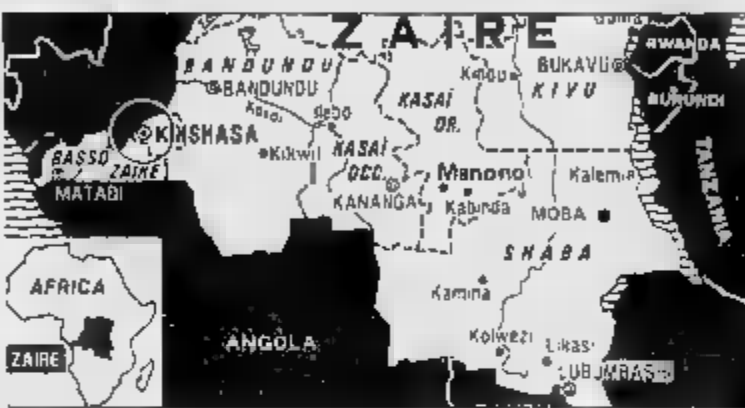 ZAIRE
RWANDA
BANDUNDU
BUKAVU
BANDUNDU
KASAI
KIVU
BURUNDI
OR.
KINSHASA
Kikwit
KASAI
BASSO
ZAIRE
OCC.
Manono
TANZANIA
MATADI
KANANGA
Kabinda
MOBA
SHABA
AFRICA
Kamina
ANGOLA
Kolwezi
Likasi
ZAIRE
LUBUMBASHI